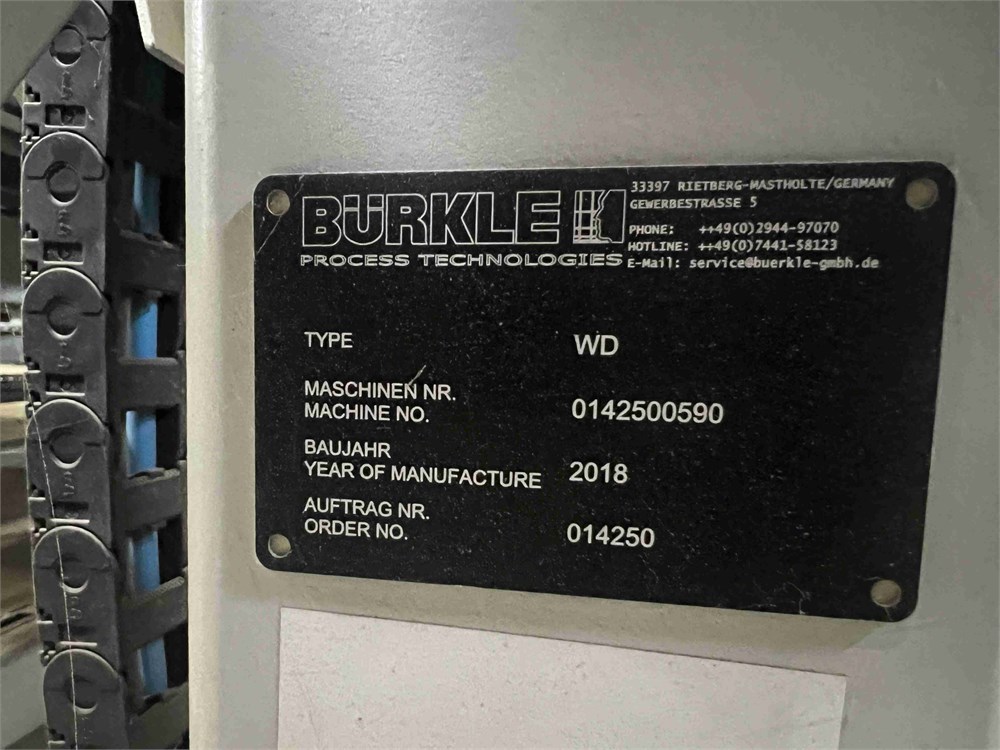 BÜRKLE
PROCESS TECHNOLOGIES
33397 RIETBERG-MASTHOLTE/GERMANY
GEWERBESTRASSE 5
PHONE: ++49(0)2944-97070
HOTLINE: ++49(0)7441-58123
E-Mail: service@buerkle-gmbh.de
TYPE WD
MASCHINEN NR.
MACHINE NO. 0142500590
BAUJAHR
YEAR OF MANUFACTURE 2018
AUFTRAG NR.
ORDER NO. 014250